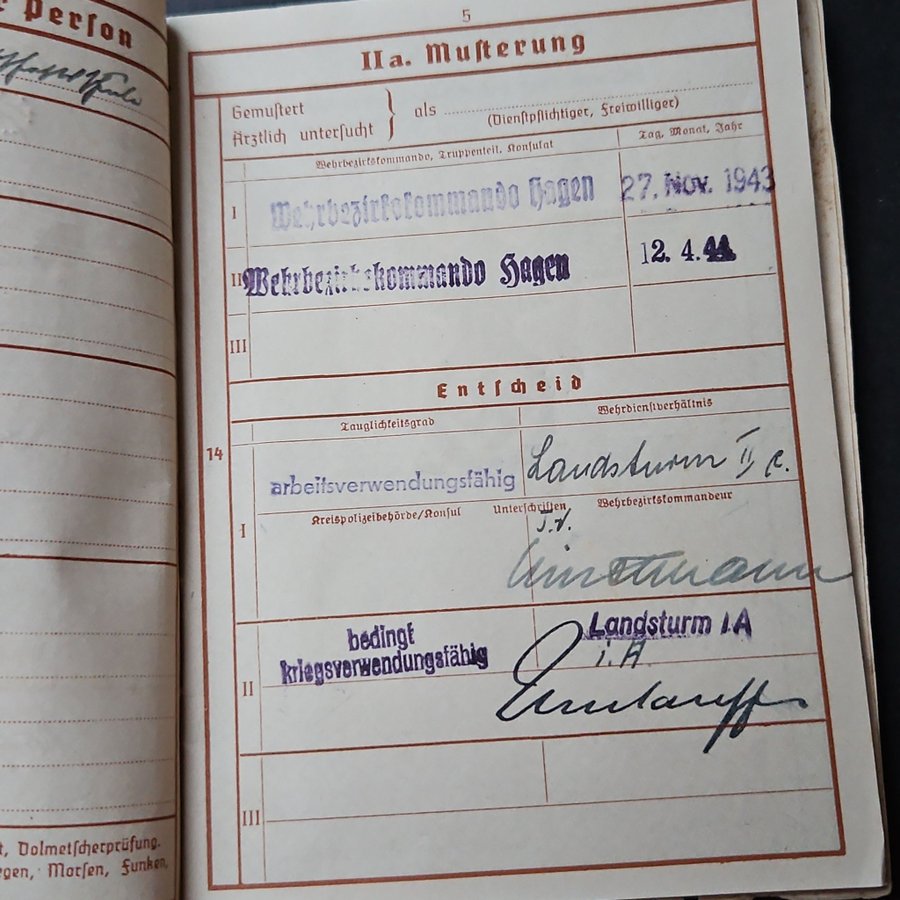 r Person
t, Dolmetscherprüfung.
egen, Morsen, Funken,
5
IIa. Musterung
Gemustert
Ärztlich untersucht } als
(Dienstpflichtiger, Freiwilliger)
Wehrbezirkskommando, Truppenteil, Konsulat Tag, Monat, Jahr
I Wehrbezirkskommando Hagen 27. Nov. 1943
II Wehrbezirkskommando Hagen 12. 4. 44
III
Entscheid
14
Tauglichkeitsgrad Wehrdienstverhältnis
arbeitsverwendungsfähig Landsturm II
Kreispolizeibehörde/Konsul Unterschriften, Wehrbezirkskommandeur
I
bedingt
kriegsverwendungsfähig
Landsturm I A
i. A.
II
III